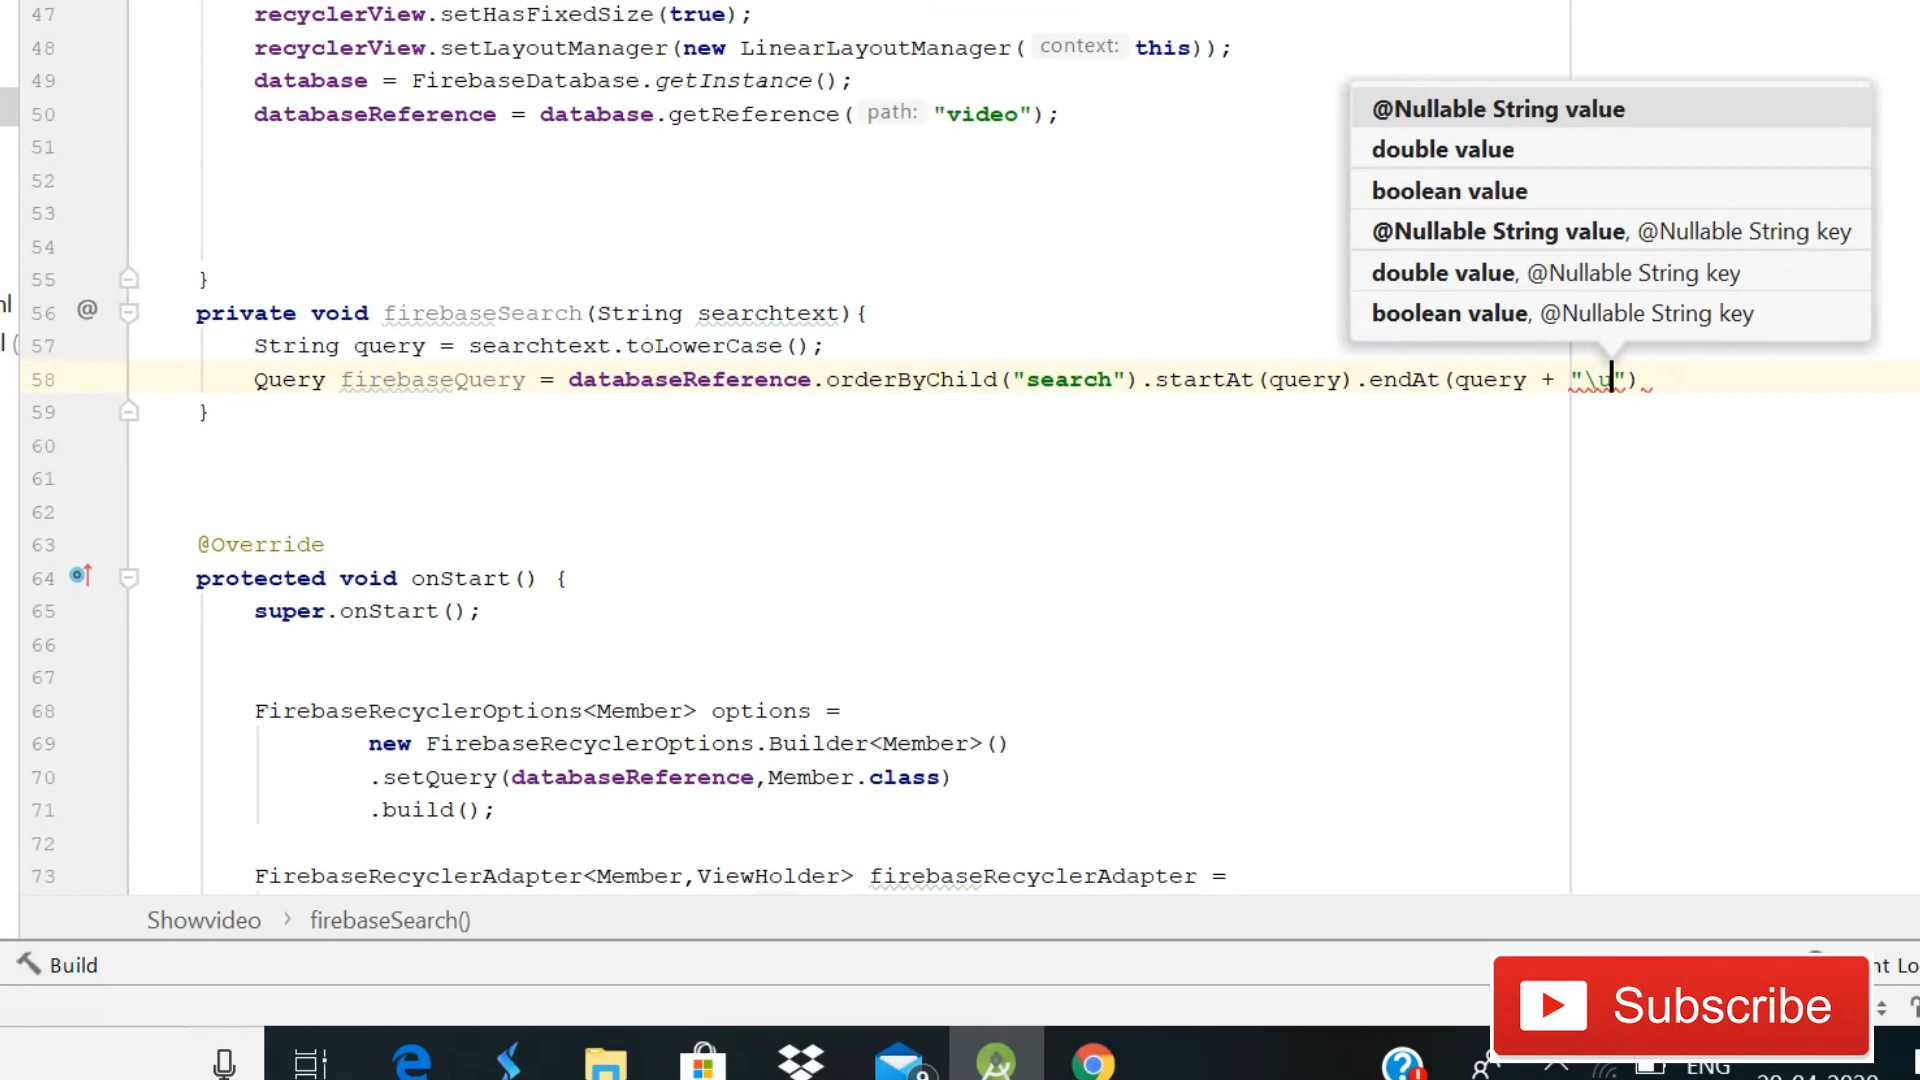 47 recyclerView.setHasFixedSize(true);
48 recyclerView.setLayoutManager(new LinearLayoutManager( context: this));
49 database = FirebaseDatabase.getInstance();
50 databaseReference = database.getReference( path: "video");
51
52
53
54
55 }
56 @ private void firebaseSearch(String searchtext){
57 String query = searchtext.toLowerCase();
58 Query firebaseQuery = databaseReference.orderByChild("search").startAt(query).endAt(query + "\u")
59 }
60
61
62
63 @Override
64 protected void onStart() {
65 super.onStart();
66
67
68 FirebaseRecyclerOptions<Member> options =
69 new FirebaseRecyclerOptions.Builder<Member>()
70 .setQuery(databaseReference,Member.class)
71 .build();
72
73 FirebaseRecyclerAdapter<Member,ViewHolder> firebaseRecyclerAdapter =
@Nullable String value
double value
boolean value
@Nullable String value, @Nullable String key
double value, @Nullable String key
boolean value, @Nullable String key
Showvideo > firebaseSearch()
Build
Subscribe
ENG